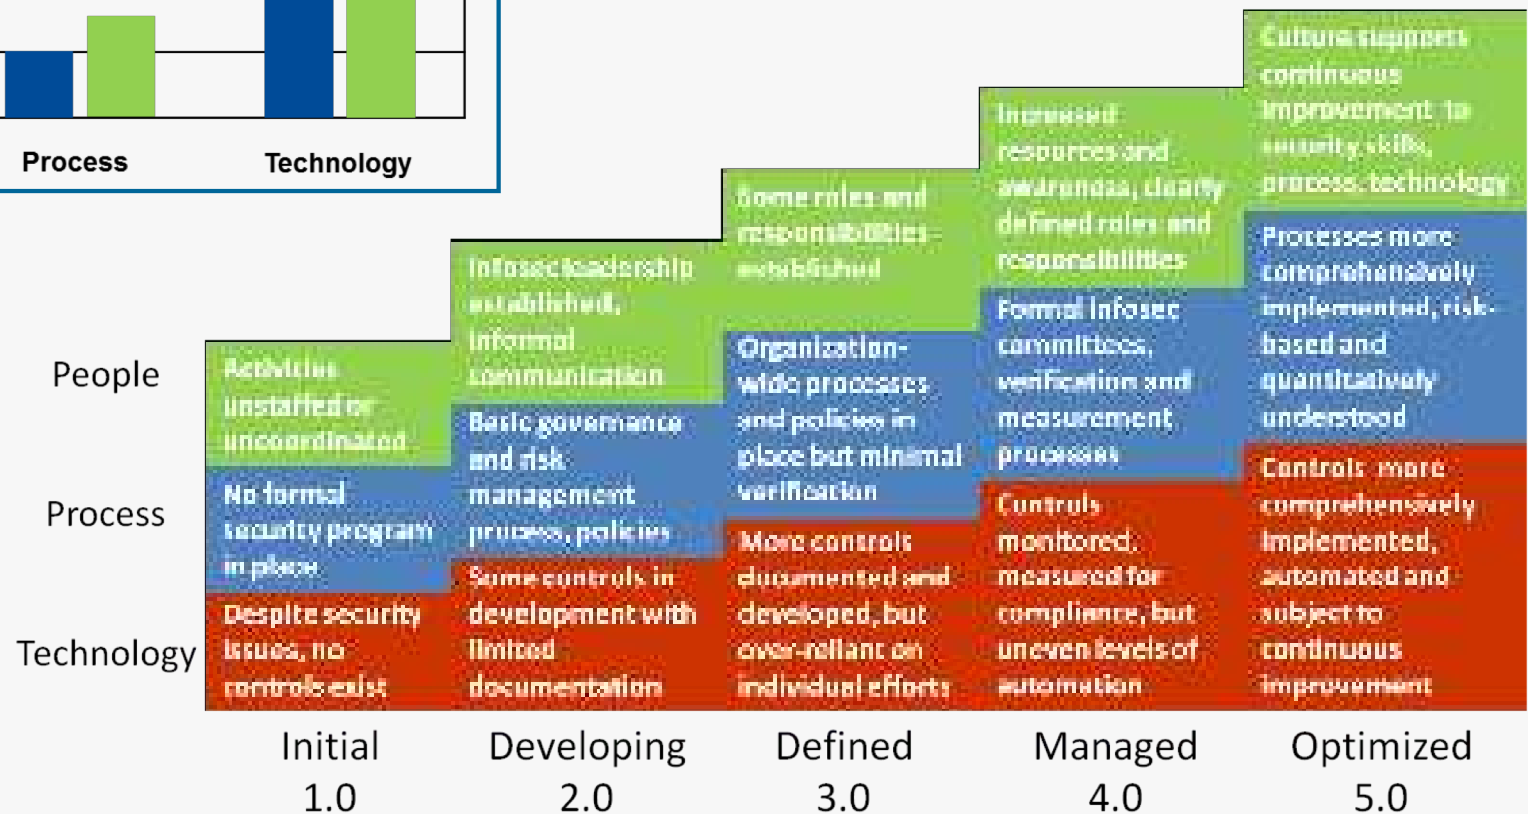 Process
Technology
People
Process
Technology
Activities
unstaffed or
uncoordinated
No formal
security program
in place
Despite security
issues, no
controls exist
Infosec leadership
established,
informal
communication
Basic governance
and risk
management
process, policies
Some controls in
development with
limited
documentation
Some roles and
responsibilities
established
Organization-
wide processes
and policies in
place but minimal
verification
More controls
documented and
developed, but
over-reliant on
individual efforts
Increased
resources and
awareness, clearly
defined roles and
responsibilities
Formal infosec
committees,
verification and
measurement
processes
Controls
monitored,
measured for
compliance, but
uneven levels of
automation
Culture supports
continuous
improvement to
security skills,
process, technology
Processes more
comprehensively
implemented, risk-
based and
quantitatively
understood
Controls more
comprehensively
implemented,
automated and
subject to
continuous
improvement
Initial
1.0
Developing
2.0
Defined
3.0
Managed
4.0
Optimized
5.0